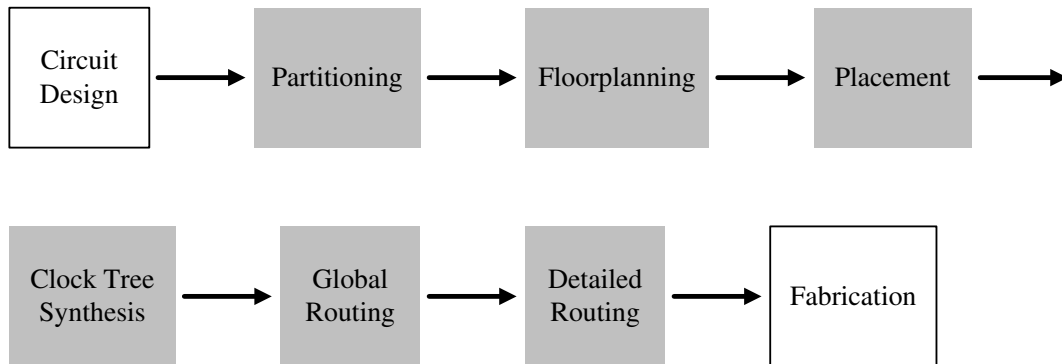 Circuit
Design
Partitioning
Floorplanning
Placement
Clock Tree
Synthesis
Global
Routing
Detailed
Routing
Fabrication